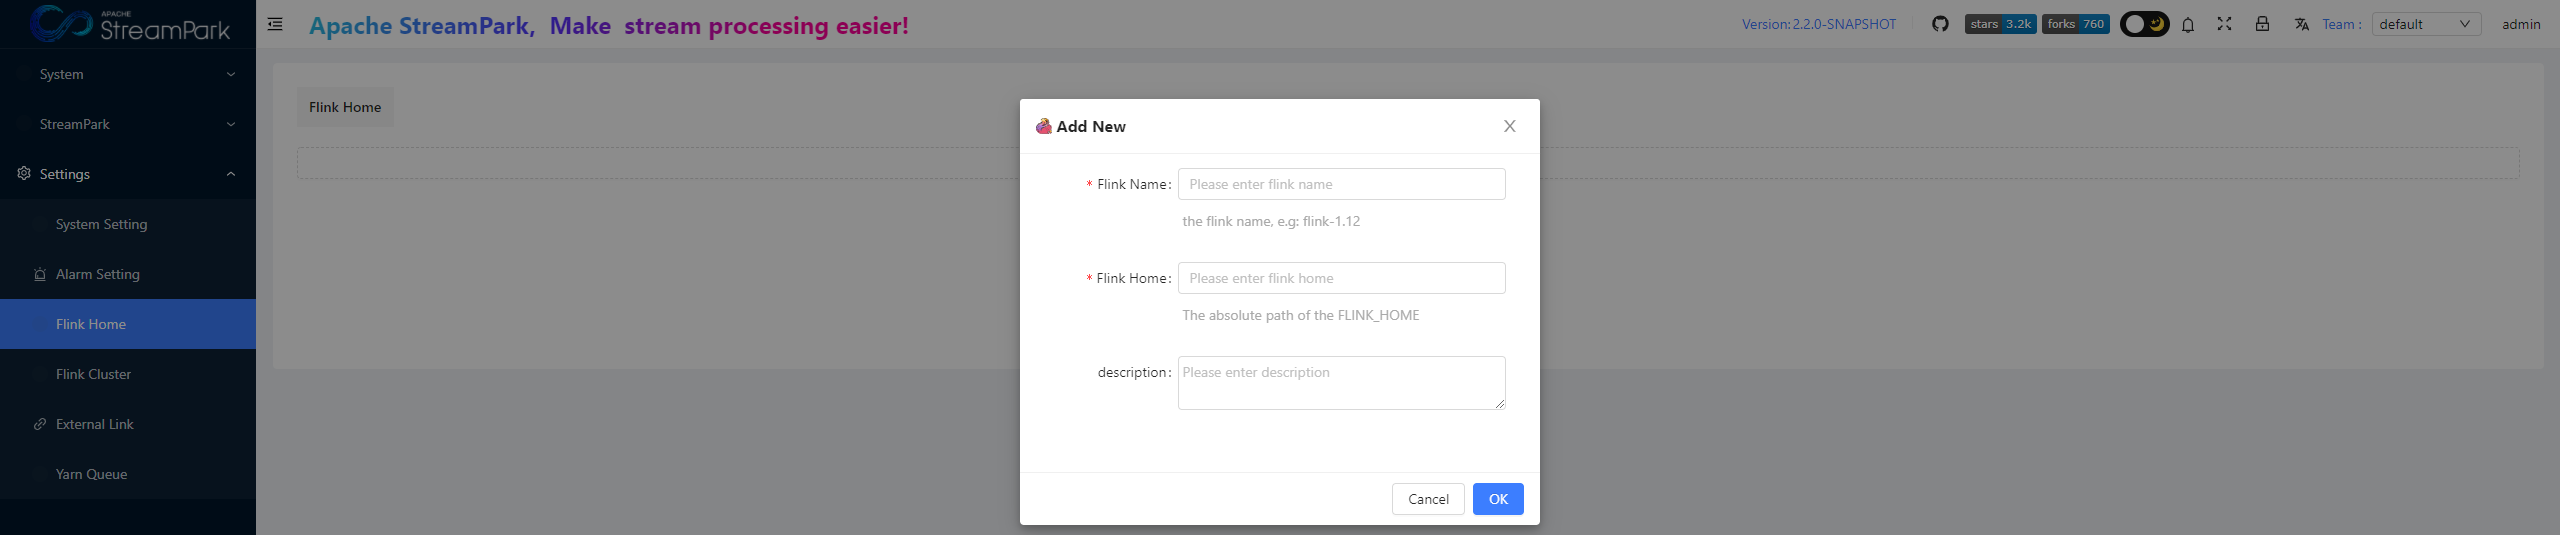 APACHE
StreamPark
Apache StreamPark, Make stream processing easier!
Version: 2.2.0-SNAPSHOT
stars 3.2k
forks 760
Team :
default
admin
System
StreamPark
Settings
System Setting
Alarm Setting
Flink Home
Flink Cluster
External Link
Yarn Queue
Flink Home
Add New
* Flink Name:
Please enter flink name
the flink name, e.g: flink-1.12
* Flink Home:
Please enter flink home
The absolute path of the FLINK_HOME
description:
Please enter description
Cancel
OK